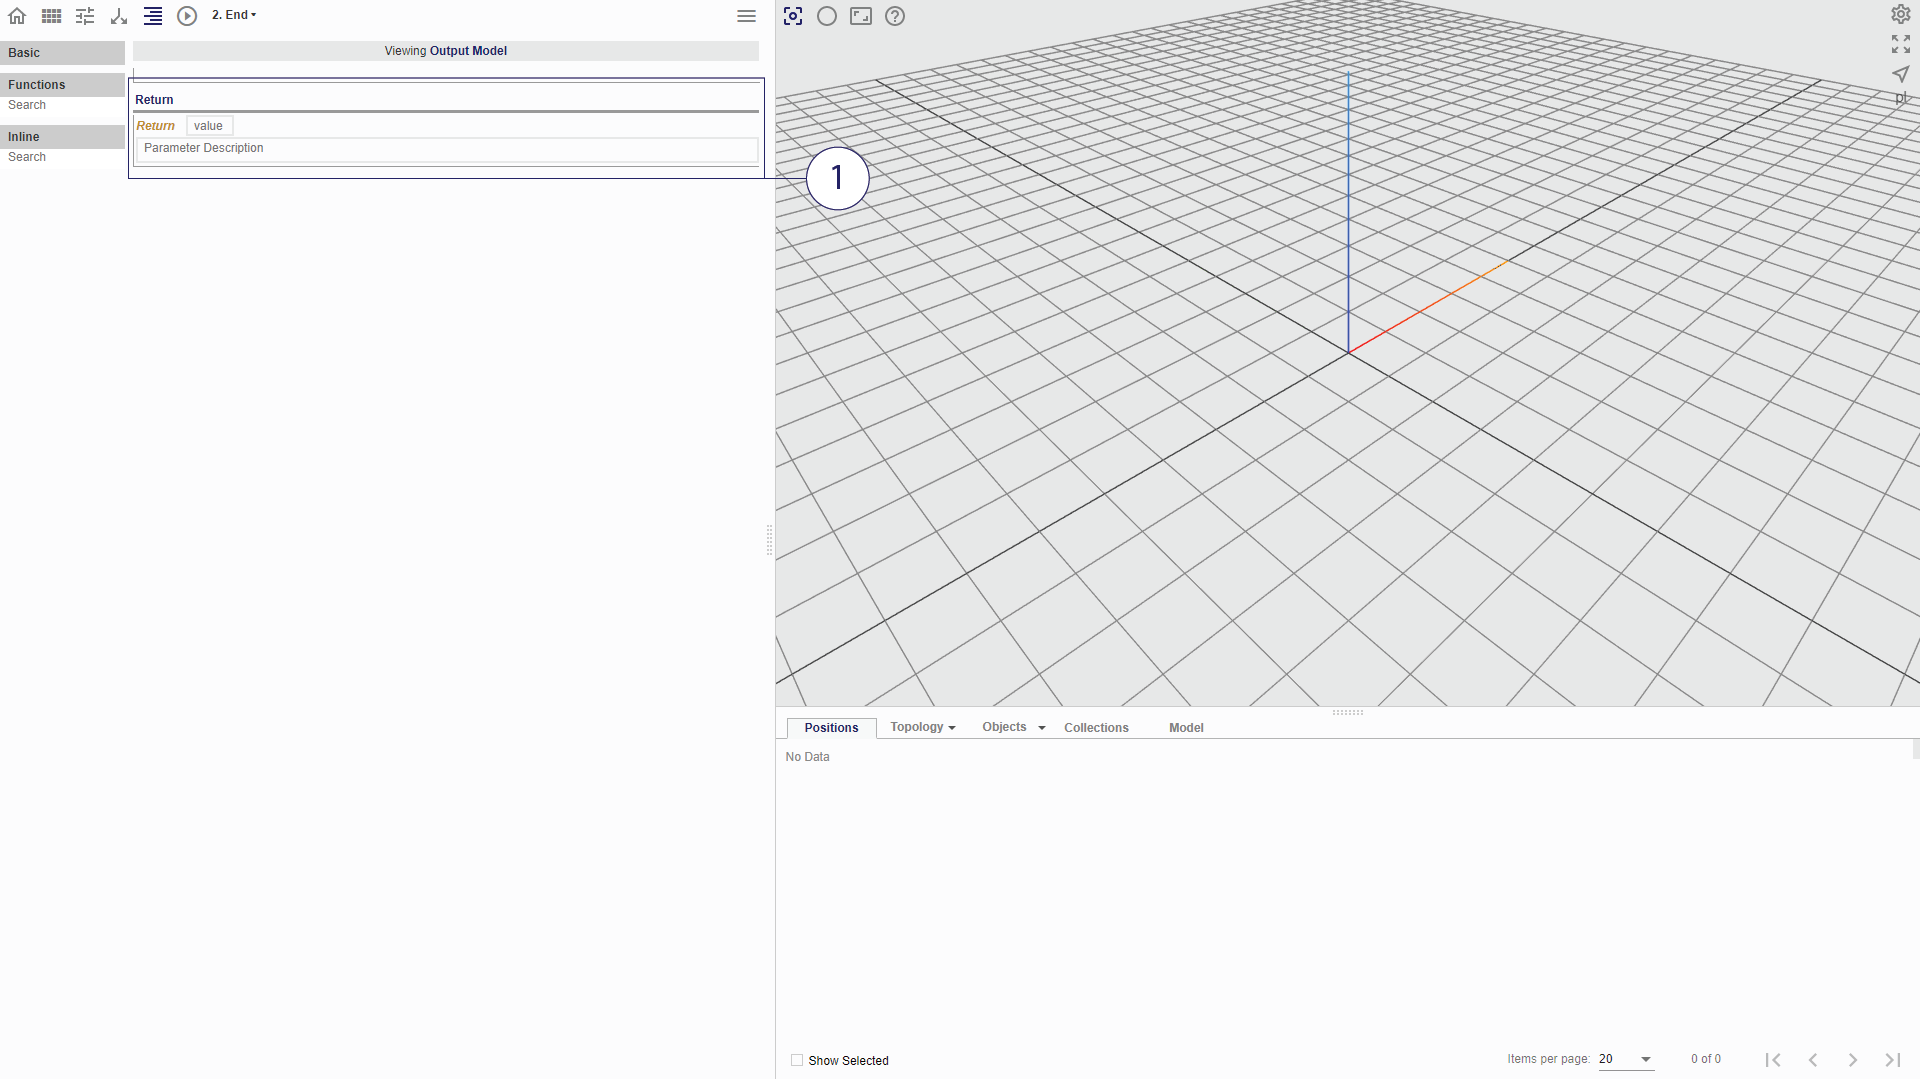 2. End
Basic
Functions
Search
Inline
Search
Viewing Output Model
Return
Return value
Parameter Description
1
pl
Positions Topology Objects Collections Model
No Data
Show Selected
Items per page: 20 0 of 0